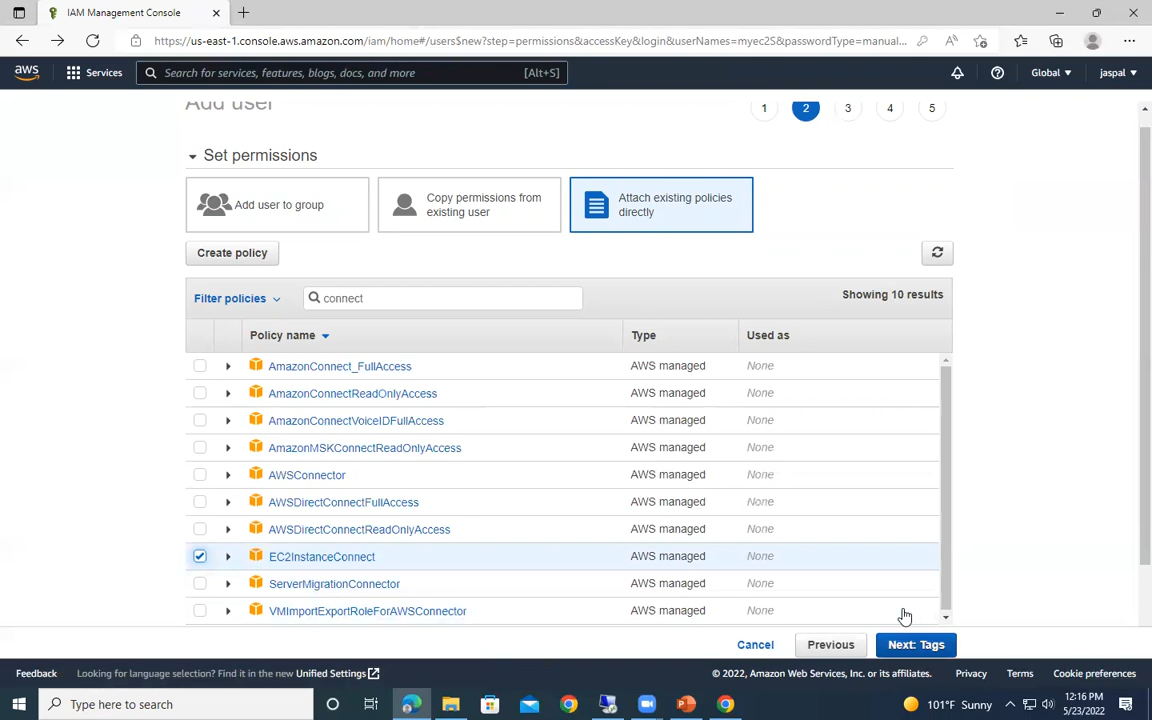 IAM Management Console
https://us-east-1.console.aws.amazon.com/iam/home#/users$new?step=permissions&accessKey&login&userNames=myec2S&passwordType=manual...
aws
Services
Search for services, features, blogs, docs, and more
[Alt+S]
Global
jaspal
Add user
1
2
3
4
5
Set permissions
Add user to group
Copy permissions from
existing user
Attach existing policies
directly
Create policy
Filter policies
connect
Showing 10 results
Policy name
Type
Used as
AmazonConnect_FullAccess AWS managed None
AmazonConnectReadOnlyAccess AWS managed None
AmazonConnectVoiceIDFullAccess AWS managed None
AmazonMSKConnectReadOnlyAccess AWS managed None
AWSConnector AWS managed None
AWSDirectConnectFullAccess AWS managed None
AWSDirectConnectReadOnlyAccess AWS managed None
EC2InstanceConnect AWS managed None
ServerMigrationConnector AWS managed None
VMImportExportRoleForAWSConnector AWS managed None
Cancel
Previous
Next: Tags
Feedback
Looking for language selection? Find it in the new Unified Settings
© 2022, Amazon Web Services, Inc. or its affiliates.
Privacy
Terms
Cookie preferences
Type here to search
101°F Sunny
12:16 PM
5/23/2022